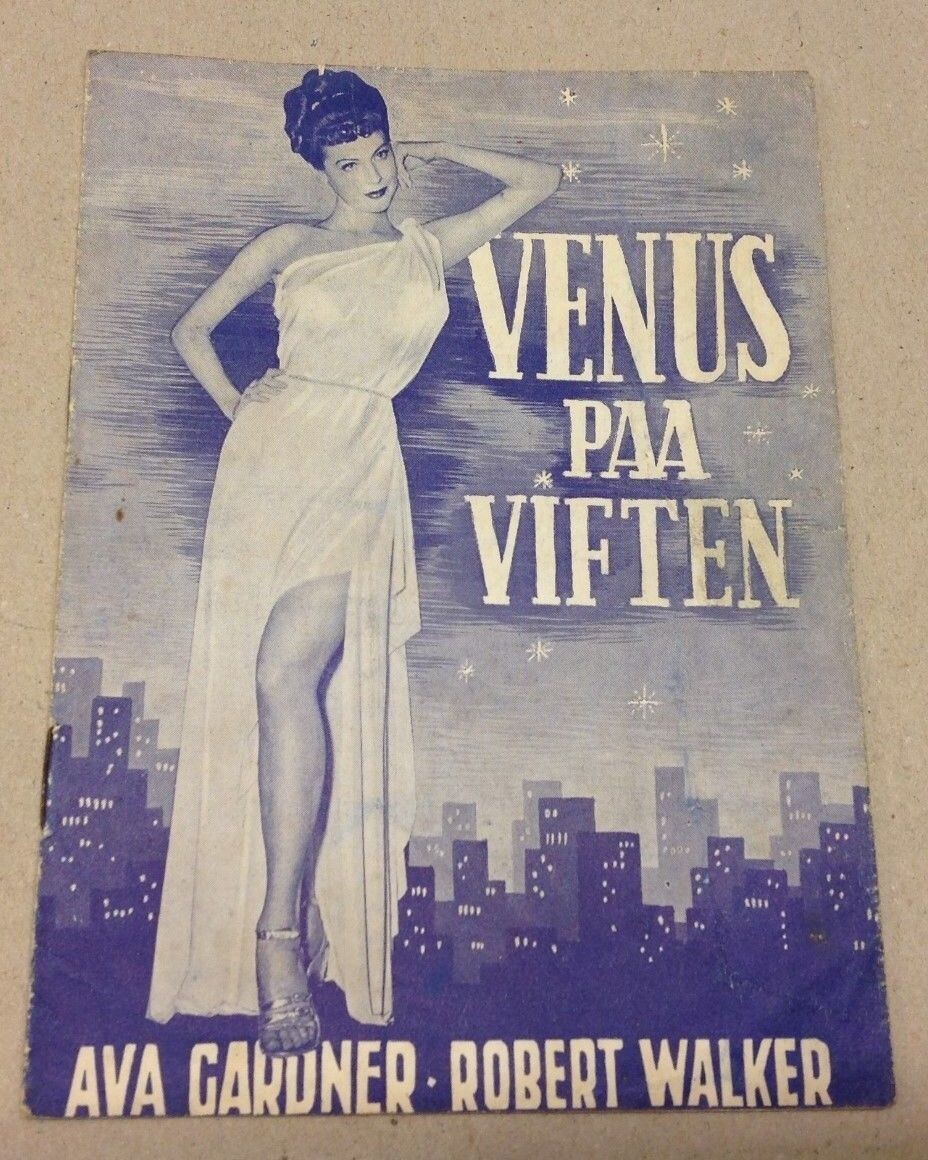 VENUS
PAA
VIFTEN
AVA GARDNER · ROBERT WALKER